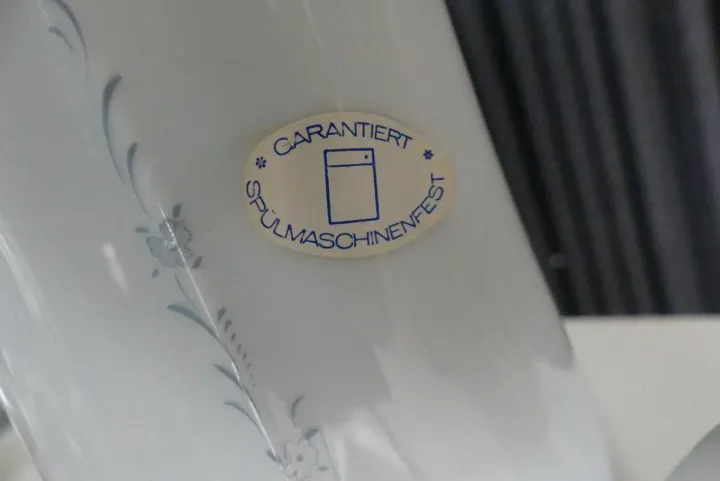 * GARANTIERT *
SPÜLMASCHINENFEST